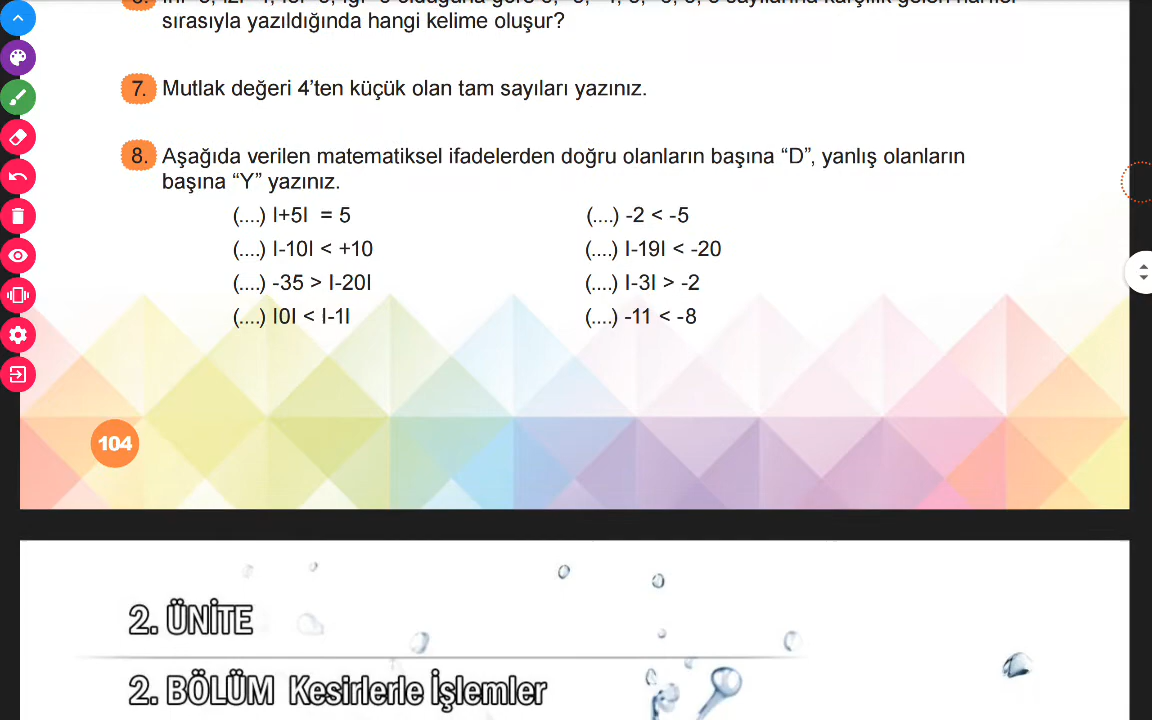 sırasıyla yazıldığında hangi kelime oluşur?
7. Mutlak değeri 4’ten küçük olan tam sayıları yazınız.
8. Aşağıda verilen matematiksel ifadelerden doğru olanların başına “D”, yanlış olanların
başına “Y” yazınız.
(....) I+5I = 5
(....) -2 < -5
(....) I-10I < +10
(....) I-19I < -20
(....) -35 > I-20I
(....) I-3I > -2
(....) I0I < I-1I
(....) -11 < -8
104
2. ÜNİTE
2. BÖLÜM Kesirlerle İşlemler